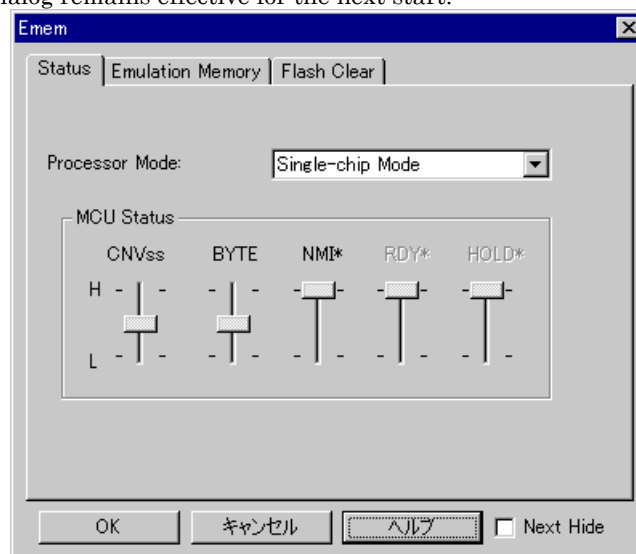 dialog remains effective for the next start.
Emem
Status Emulation Memory Flash Clear
Processor Mode: Single-chip Mode
MCU Status
CNVss BYTE NMI* RDY* HOLD*
H
L
OK キャンセル ヘルプ Next Hide